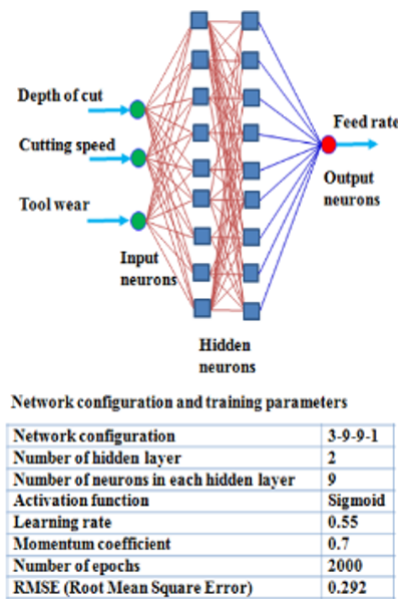 Depth of cut
Cutting speed
Tool wear
Input
neurons
Feed rate
Output
neurons
Hidden
neurons
Network configuration and training parameters
Network configuration 3-9-9-1
Number of hidden layer 2
Number of neurons in each hidden layer 9
Activation function Sigmoid
Learning rate 0.55
Momentum coefficient 0.7
Number of epochs 2000
RMSE (Root Mean Square Error) 0.292